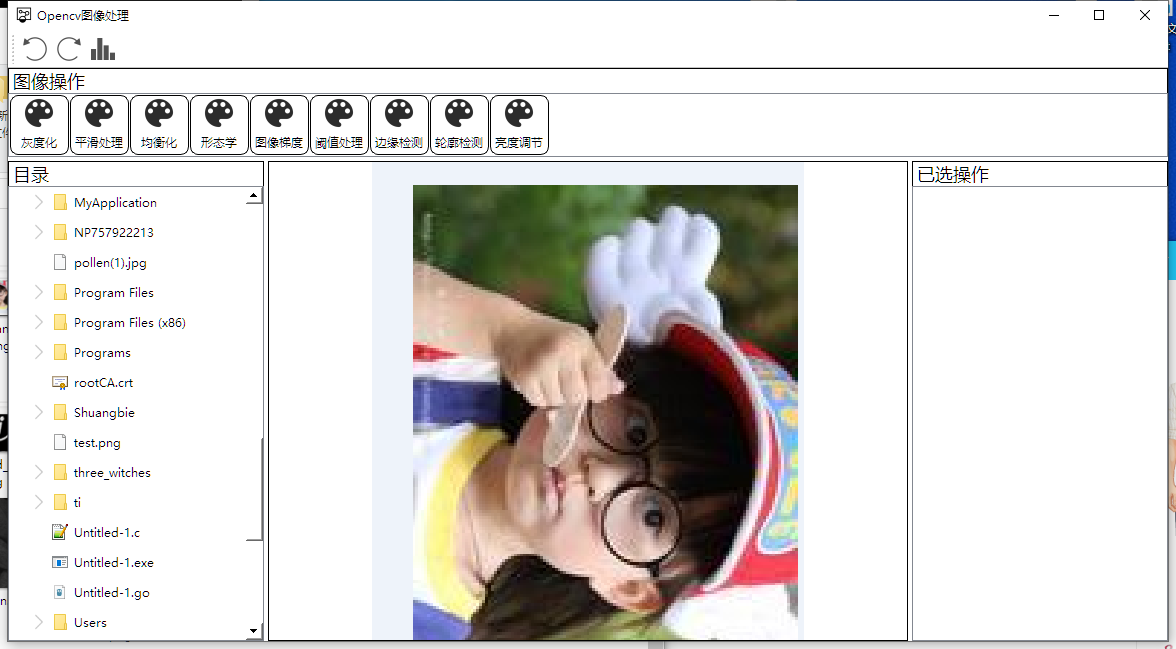 Opencv图像处理
图像操作
灰度化 平滑处理 均衡化 形态学 图像梯度 阈值处理 边缘检测 轮廓检测 亮度调节
目录
已选操作
MyApplication
NP757922213
pollen(1).jpg
Program Files
Program Files (x86)
Programs
rootCA.crt
Shuangbie
test.png
three_witches
ti
Untitled-1.c
Untitled-1.exe
Untitled-1.go
Users